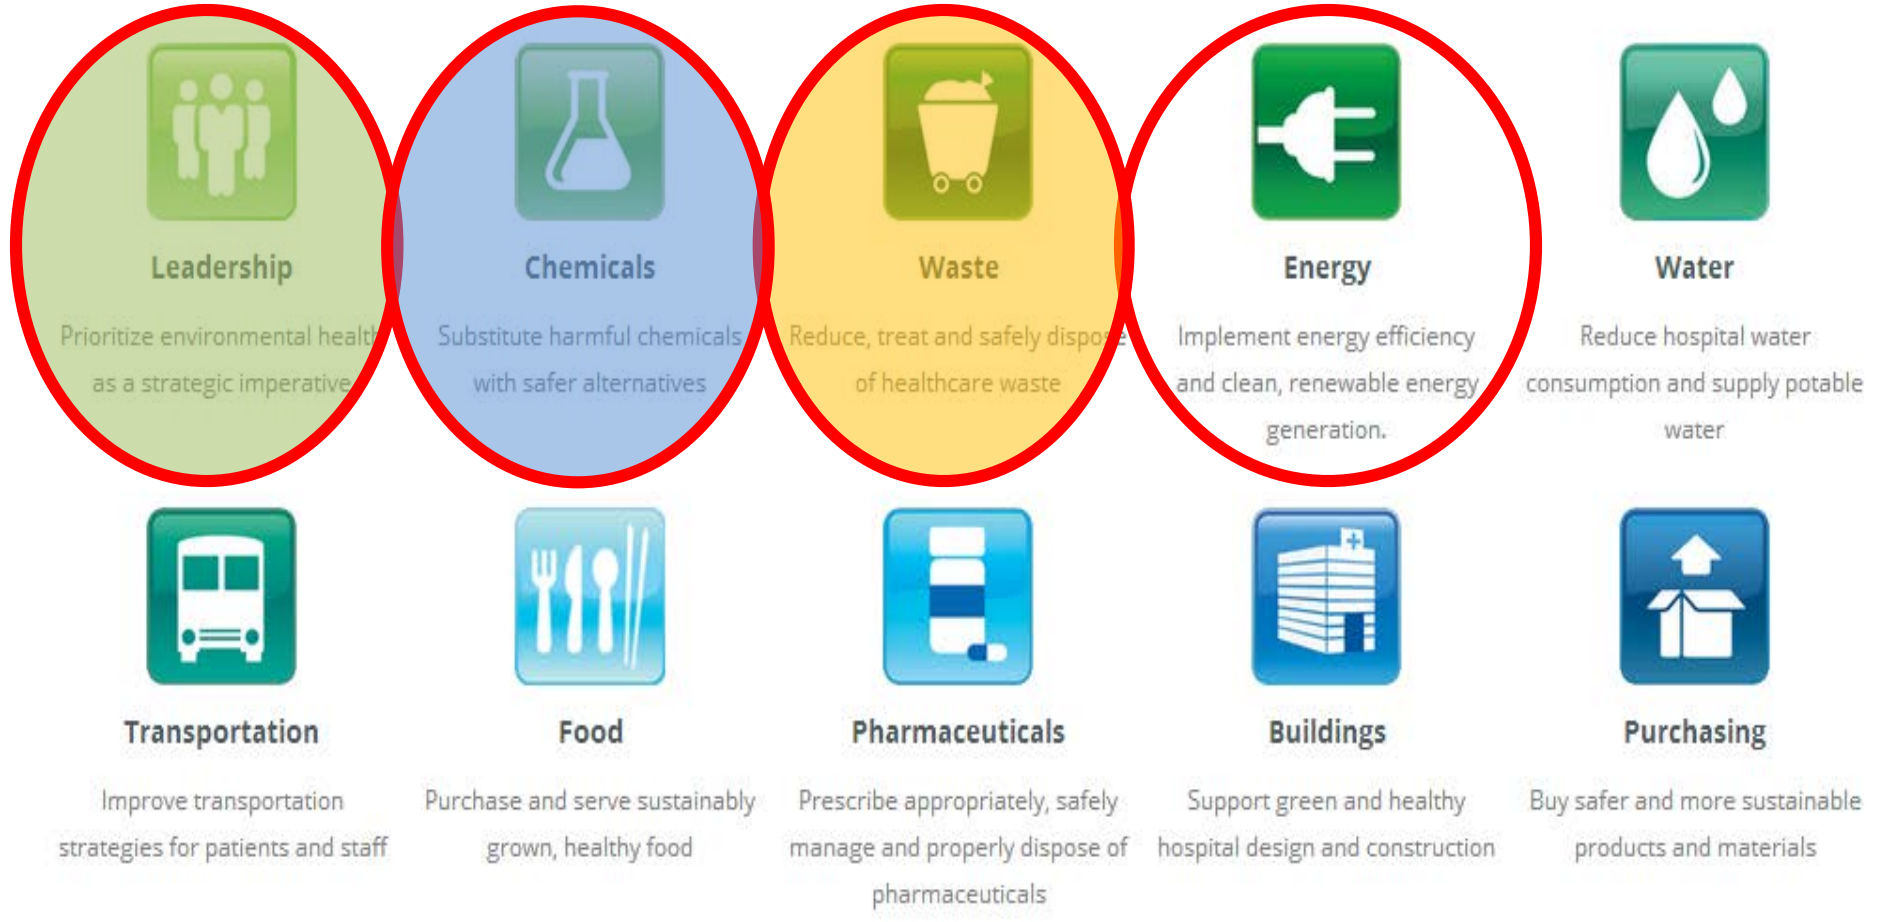 Leadership
Prioritize environmental health
as a strategic imperative
Chemicals
Substitute harmful chemicals
with safer alternatives
Waste
Reduce, treat and safely dispose
of healthcare waste
Energy
Implement energy efficiency
and clean, renewable energy
generation.
Water
Reduce hospital water
consumption and supply potable
water
Transportation
Improve transportation
strategies for patients and staff
Food
Purchase and serve sustainably
grown, healthy food
Pharmaceuticals
Prescribe appropriately, safely
manage and properly dispose of
pharmaceuticals
Buildings
Support green and healthy
hospital design and construction
Purchasing
Buy safer and more sustainable
products and materials